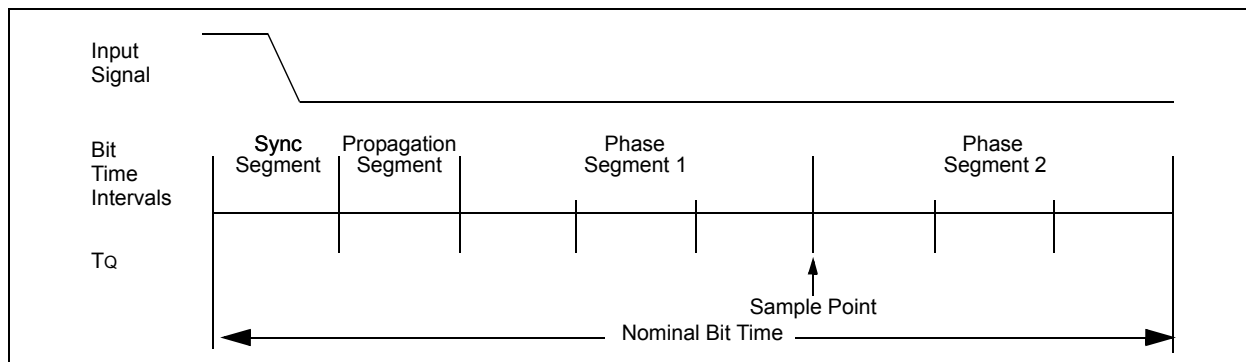 Input
Signal
Bit
Time
Intervals
Sync
Segment
Propagation
Segment
Phase
Segment 1
Phase
Segment 2
TQ
Sample Point
Nominal Bit Time